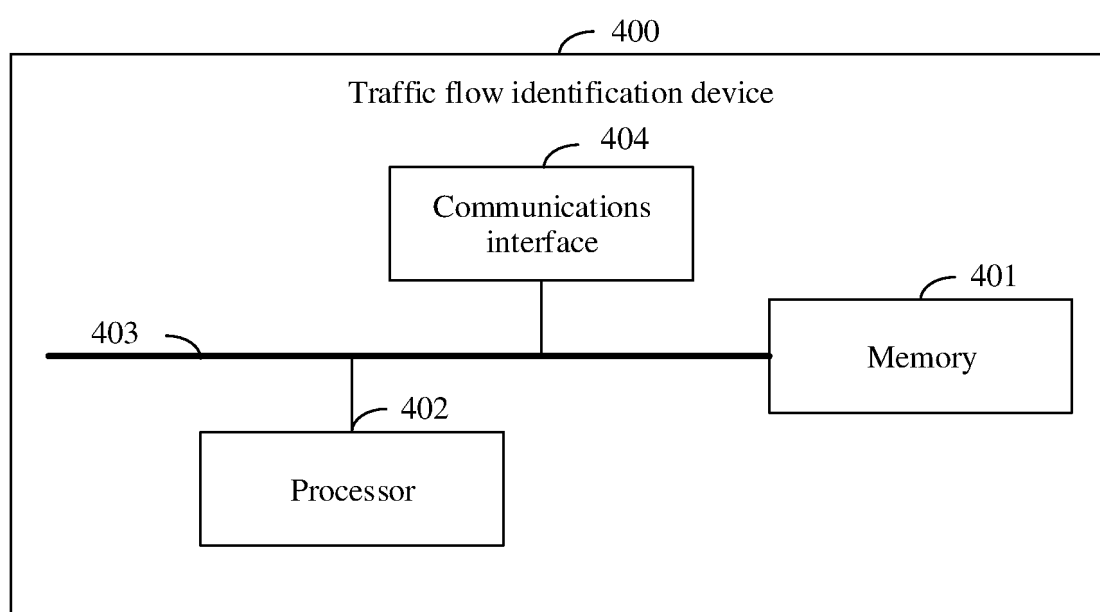 400
Traffic flow identification device
404
Communications
interface
401
403
Memory
402
Processor